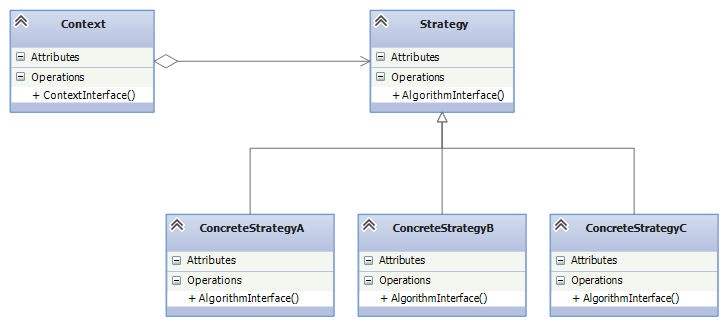 Context
Attributes
Operations
+ ContextInterface()
Strategy
Attributes
Operations
+ AlgorithmInterface()
ConcreteStrategyA
Attributes
Operations
+ AlgorithmInterface()
ConcreteStrategyB
Attributes
Operations
+ AlgorithmInterface()
ConcreteStrategyC
Attributes
Operations
+ AlgorithmInterface()